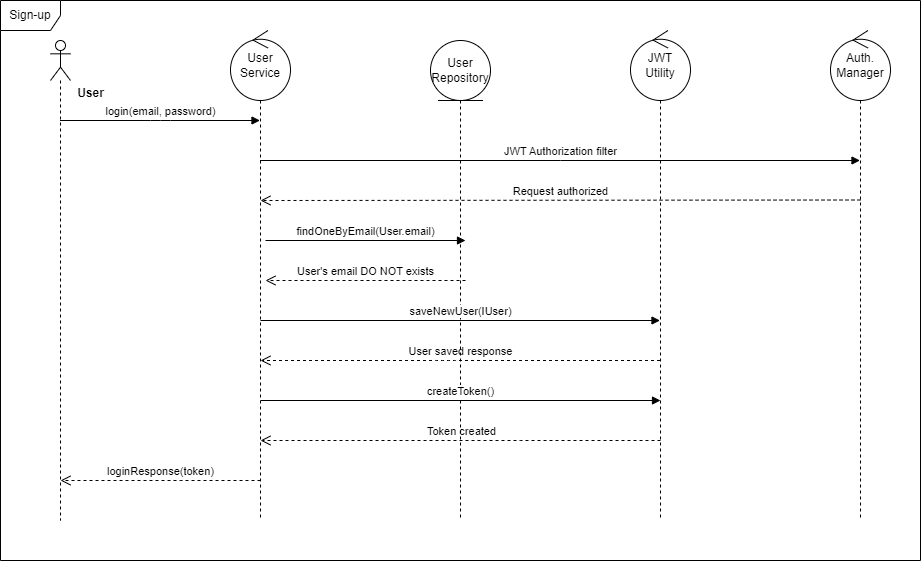 Sign-up
User
Service
User
Repository
JWT
Utility
Auth.
Manager
User
login(email, password)
JWT Authorization filter
Request authorized
findOneByEmail(User.email)
User's email DO NOT exists
saveNewUser(IUser)
User saved response
createToken()
Token created
loginResponse(token)